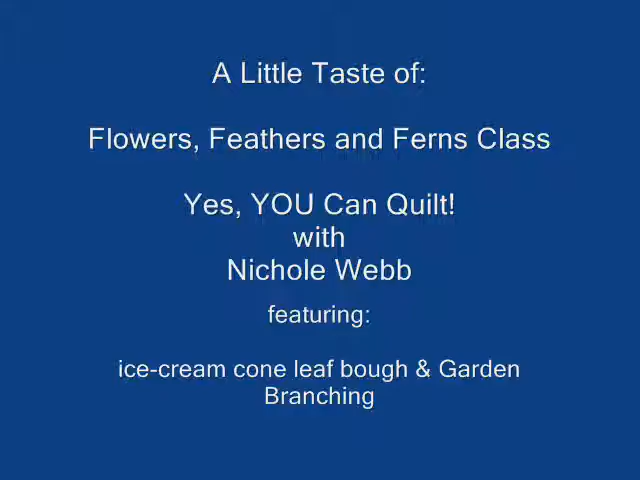 A Little Taste of:
Flowers, Feathers and Ferns Class
Yes, YOU Can Quilt!
with
Nichole Webb
featuring:
ice-cream cone leaf bough & Garden
Branching